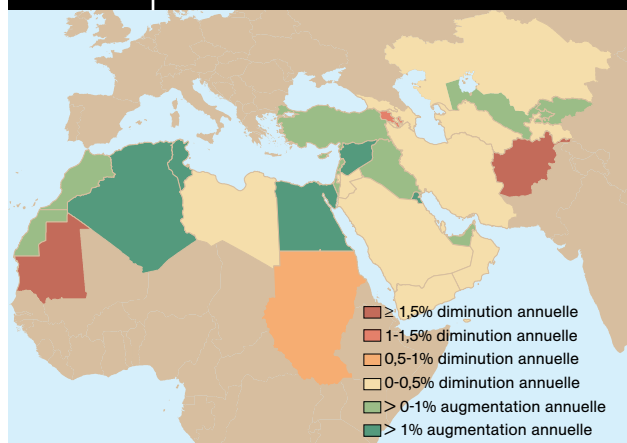 ≥ 1,5% diminution annuelle
1-1,5% diminution annuelle
0,5-1% diminution annuelle
0-0,5% diminution annuelle
> 0-1% augmentation annuelle
> 1% augmentation annuelle